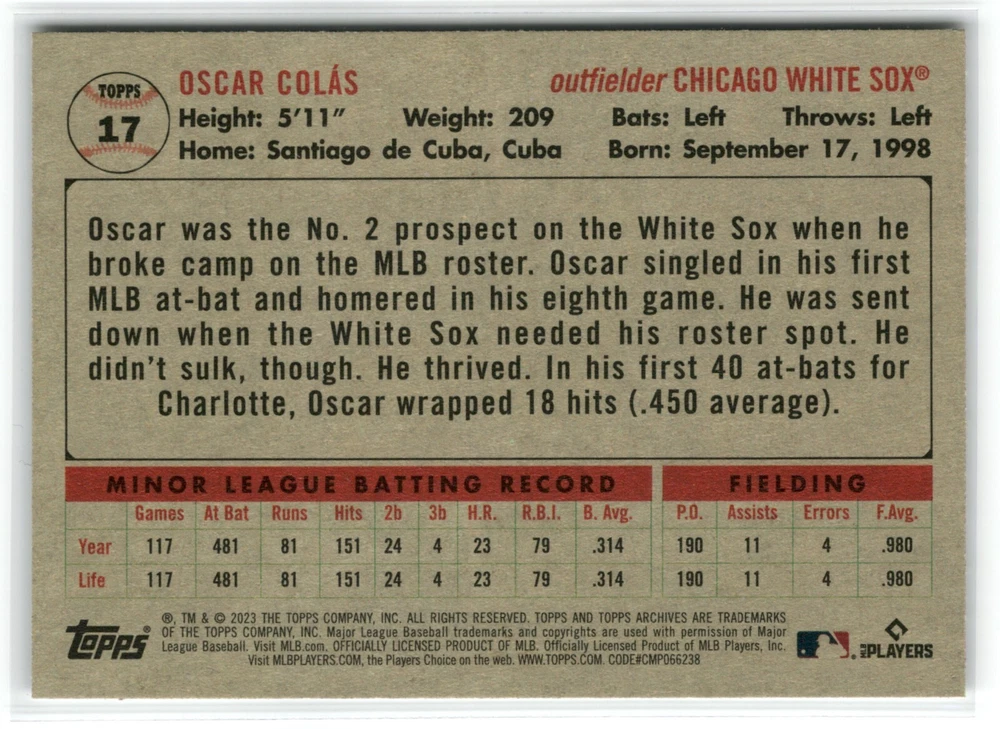 TOPPS
17
OSCAR COLÁS outfielder CHICAGO WHITE SOX®
Height: 5'11" Weight: 209 Bats: Left Throws: Left
Home: Santiago de Cuba, Cuba Born: September 17, 1998
Oscar was the No. 2 prospect on the White Sox when he
broke camp on the MLB roster. Oscar singled in his first
MLB at-bat and homered in his eighth game. He was sent
down when the White Sox needed his roster spot. He
didn't sulk, though. He thrived. In his first 40 at-bats for
Charlotte, Oscar wrapped 18 hits (.450 average).
MINOR LEAGUE BATTING RECORD FIELDING
Games At Bat Runs Hits 2b 3b H.R. R.B.I. B. Avg. P.O. Assists Errors F.Avg.
Year 117 481 81 151 24 4 23 79 .314 190 11 4 .980
Life 117 481 81 151 24 4 23 79 .314 190 11 4 .980
topps®
®, TM & © 2023 THE TOPPS COMPANY, INC. ALL RIGHTS RESERVED. TOPPS AND TOPPS ARCHIVES ARE TRADEMARKS
OF THE TOPPS COMPANY, INC. Major League Baseball trademarks and copyrights are used with permission of Major
League Baseball. Visit MLB.com. OFFICIALLY LICENSED PRODUCT OF MLB. Officially Licensed Product of MLB Players, Inc.
Visit MLBPLAYERS.COM, the Players Choice on the web. WWW.TOPPS.COM. CODE#CMP066238
MLB PLAYERS